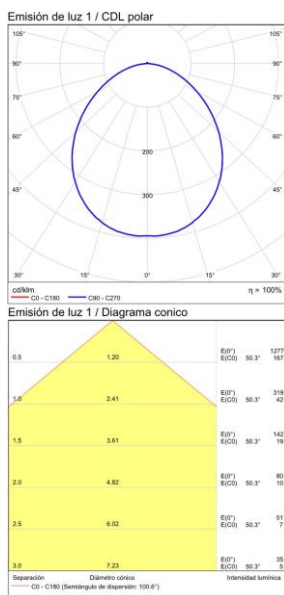 Emisión de luz 1 / CDL polar
105° 105°
90° 90°
75° 75°
60° 60°
200
45° 45°
300
30° 15° 0° 15° 30°
cd/klm η = 100%
C0 - C180 C90 - C270
Emisión de luz 1 / Diagrama conico
0.5 1.20 E(0°) 1277
E(C0) 50.3° 167
1.0 2.41 E(0°) 319
E(C0) 50.3° 42
1.5 3.61 E(0°) 142
E(C0) 50.3° 19
2.0 4.82 E(0°) 80
E(C0) 50.3° 10
2.5 6.02 E(0°) 51
E(C0) 50.3° 7
3.0 7.23 E(0°) 35
E(C0) 50.3° 5
Separación Diámetro cónico Intensidad lumínica
C0 - C180 (Semiángulo de dispersión: 100.6°)